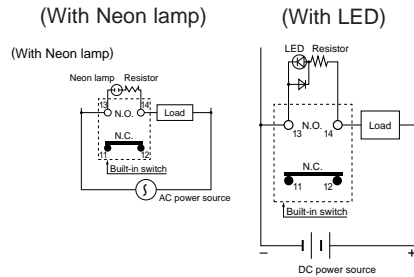 (With Neon lamp)
(With LED)
(With Neon lamp)
Neon lamp Resistor
13 14
N.O.
Load
N.C.
11 12
Built-in switch
AC power source
LED Resistor
N.O.
13 14
Load
N.C.
11 12
Built-in switch
− +
DC power source